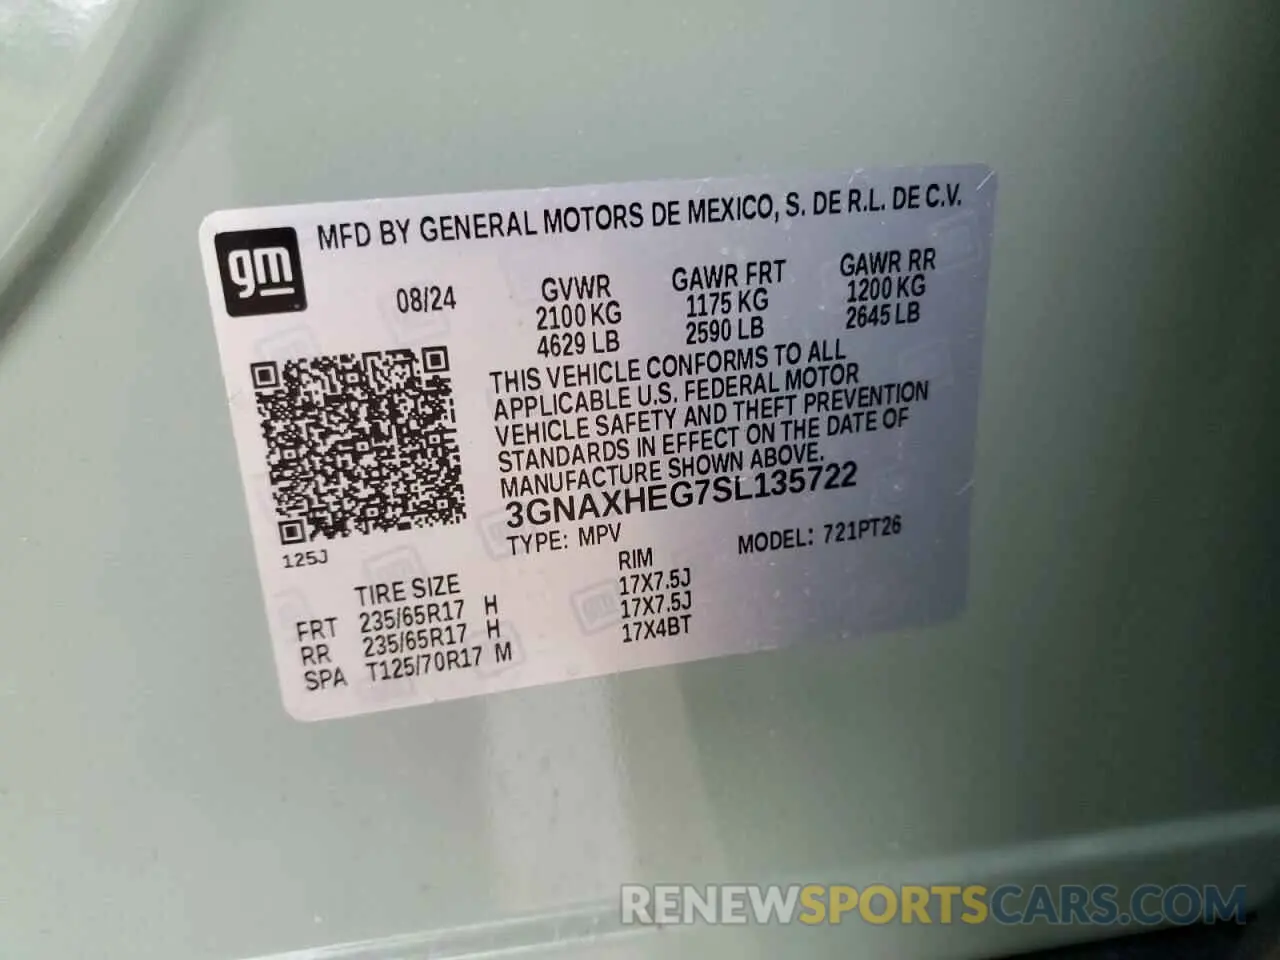 gm
MFD BY GENERAL MOTORS DE MEXICO, S. DE R.L. DE C.V.
08/24
GVWR
2100 KG
4629 LB
GAWR FRT
1175 KG
2590 LB
GAWR RR
1200 KG
2645 LB
THIS VEHICLE CONFORMS TO ALL
APPLICABLE U.S. FEDERAL MOTOR
VEHICLE SAFETY AND THEFT PREVENTION
STANDARDS IN EFFECT ON THE DATE OF
MANUFACTURE SHOWN ABOVE.
3GNAXHEG7SL135722
TYPE: MPV
MODEL: 721PT26
125J
TIRE SIZE
RIM
FRT 235/65R17 H 17X7.5J
RR 235/65R17 H 17X7.5J
SPA T125/70R17 M 17X4BT
RENEWSPORTSCARS.COM